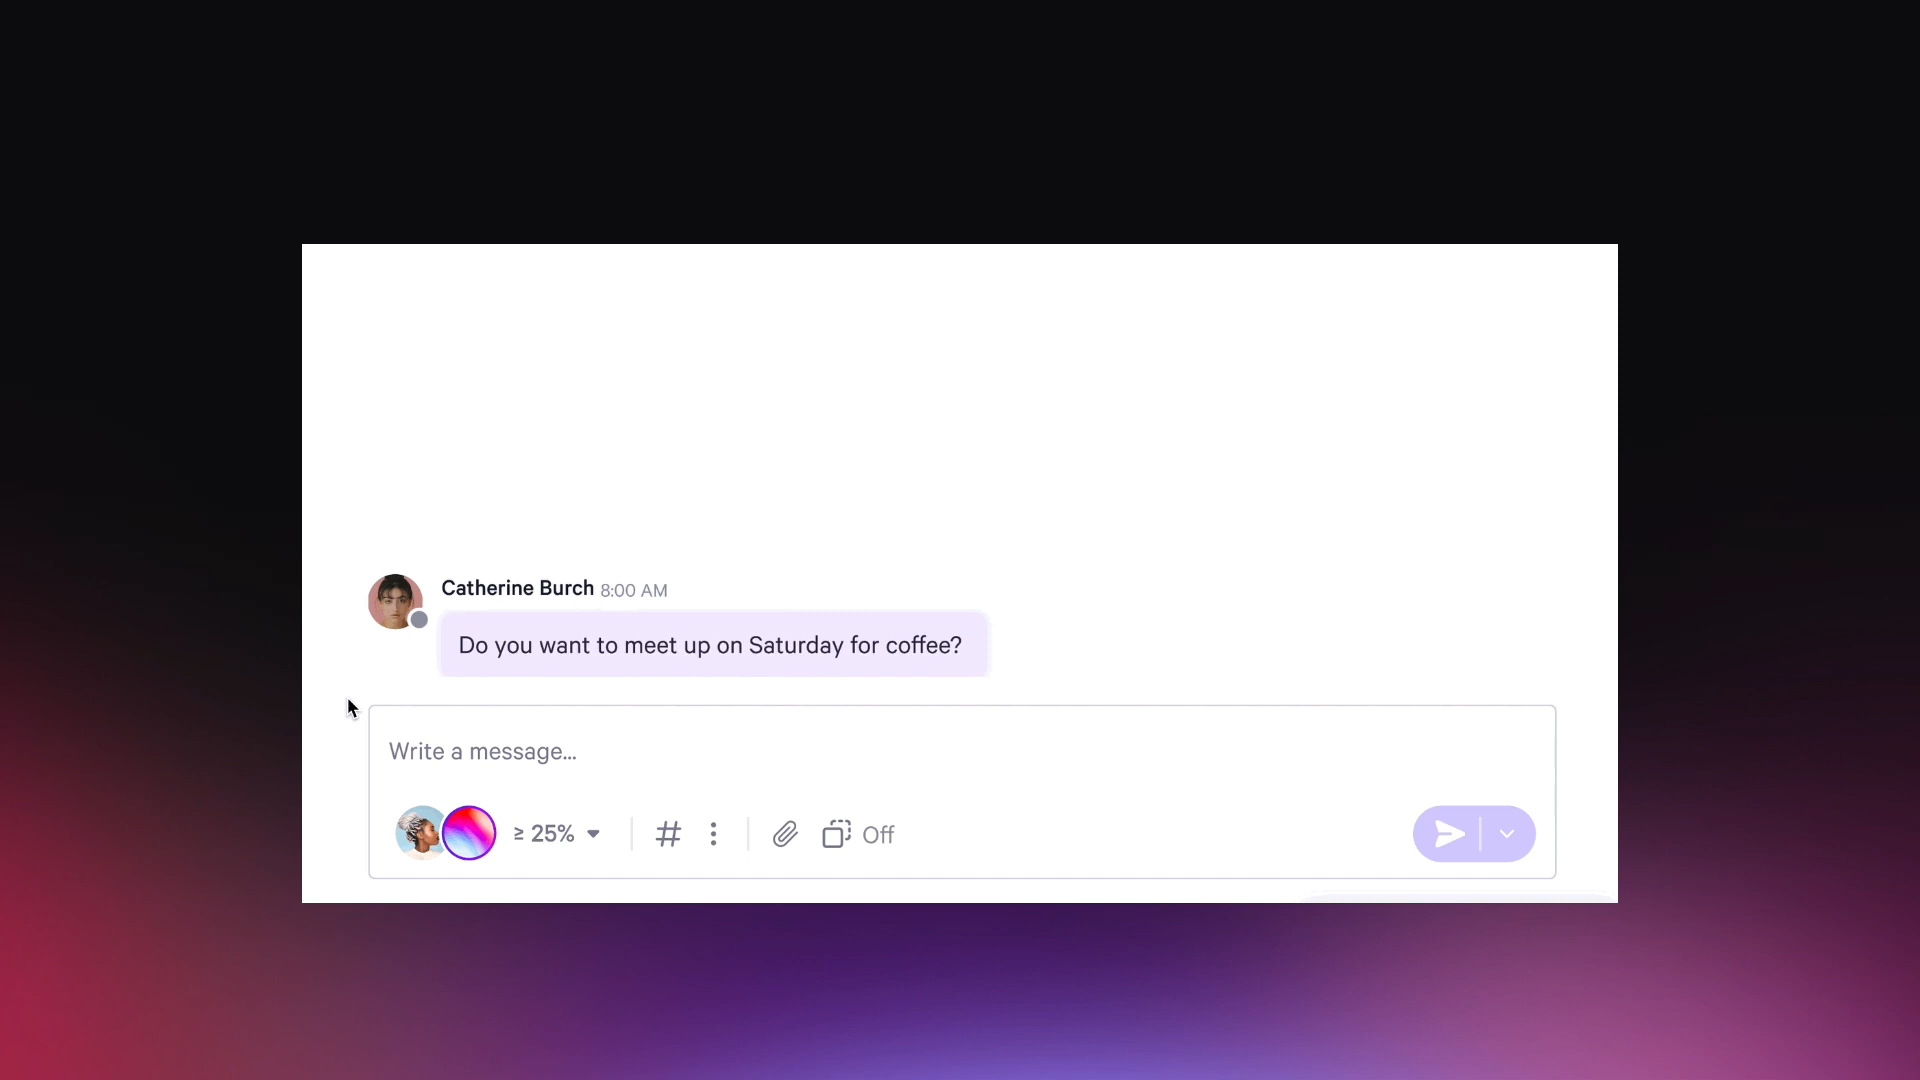 Catherine Burch 8:00 AM
Do you want to meet up on Saturday for coffee?
Write a message...
≥ 25%
Off